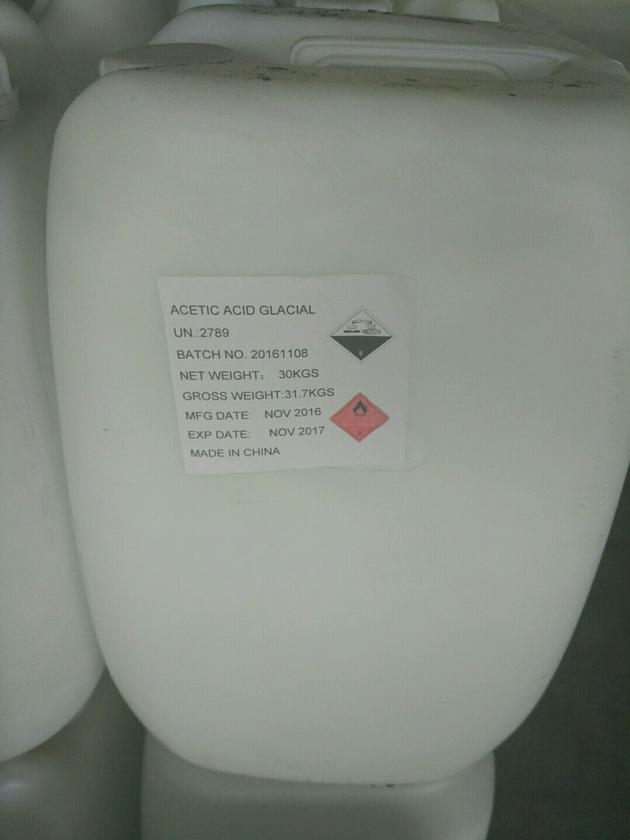 ACETIC ACID GLACIAL
UN.:2789
BATCH NO. 20161108
NET WEIGHT： 30KGS
GROSS WEIGHT:31.7KGS
MFG DATE: NOV 2016
EXP DATE: NOV 2017
MADE IN CHINA
8